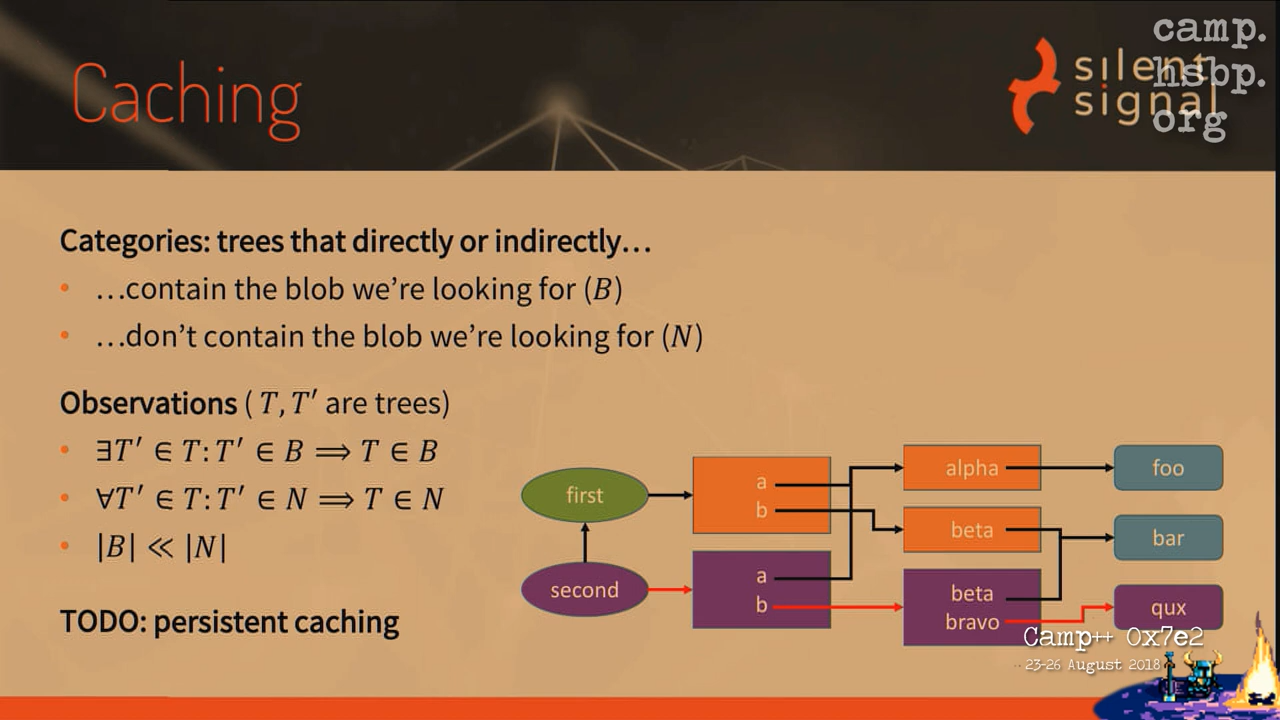 Caching
silent
signal
camp.
hsbp.
org
Categories: trees that directly or indirectly…
• …contain the blob we're looking for (B)
• …don't contain the blob we're looking for (N)
Observations ( T, T′ are trees)
• ∃T′ ∈ T: T′ ∈ B ⟹ T ∈ B
• ∀T′ ∈ T: T′ ∈ N ⟹ T ∈ N
• |B| ≪ |N|
TODO: persistent caching
first
second
a
b
a
b
alpha
beta
beta
bravo
foo
bar
qux
Camp++ 0x7e2
23-26 August 2018